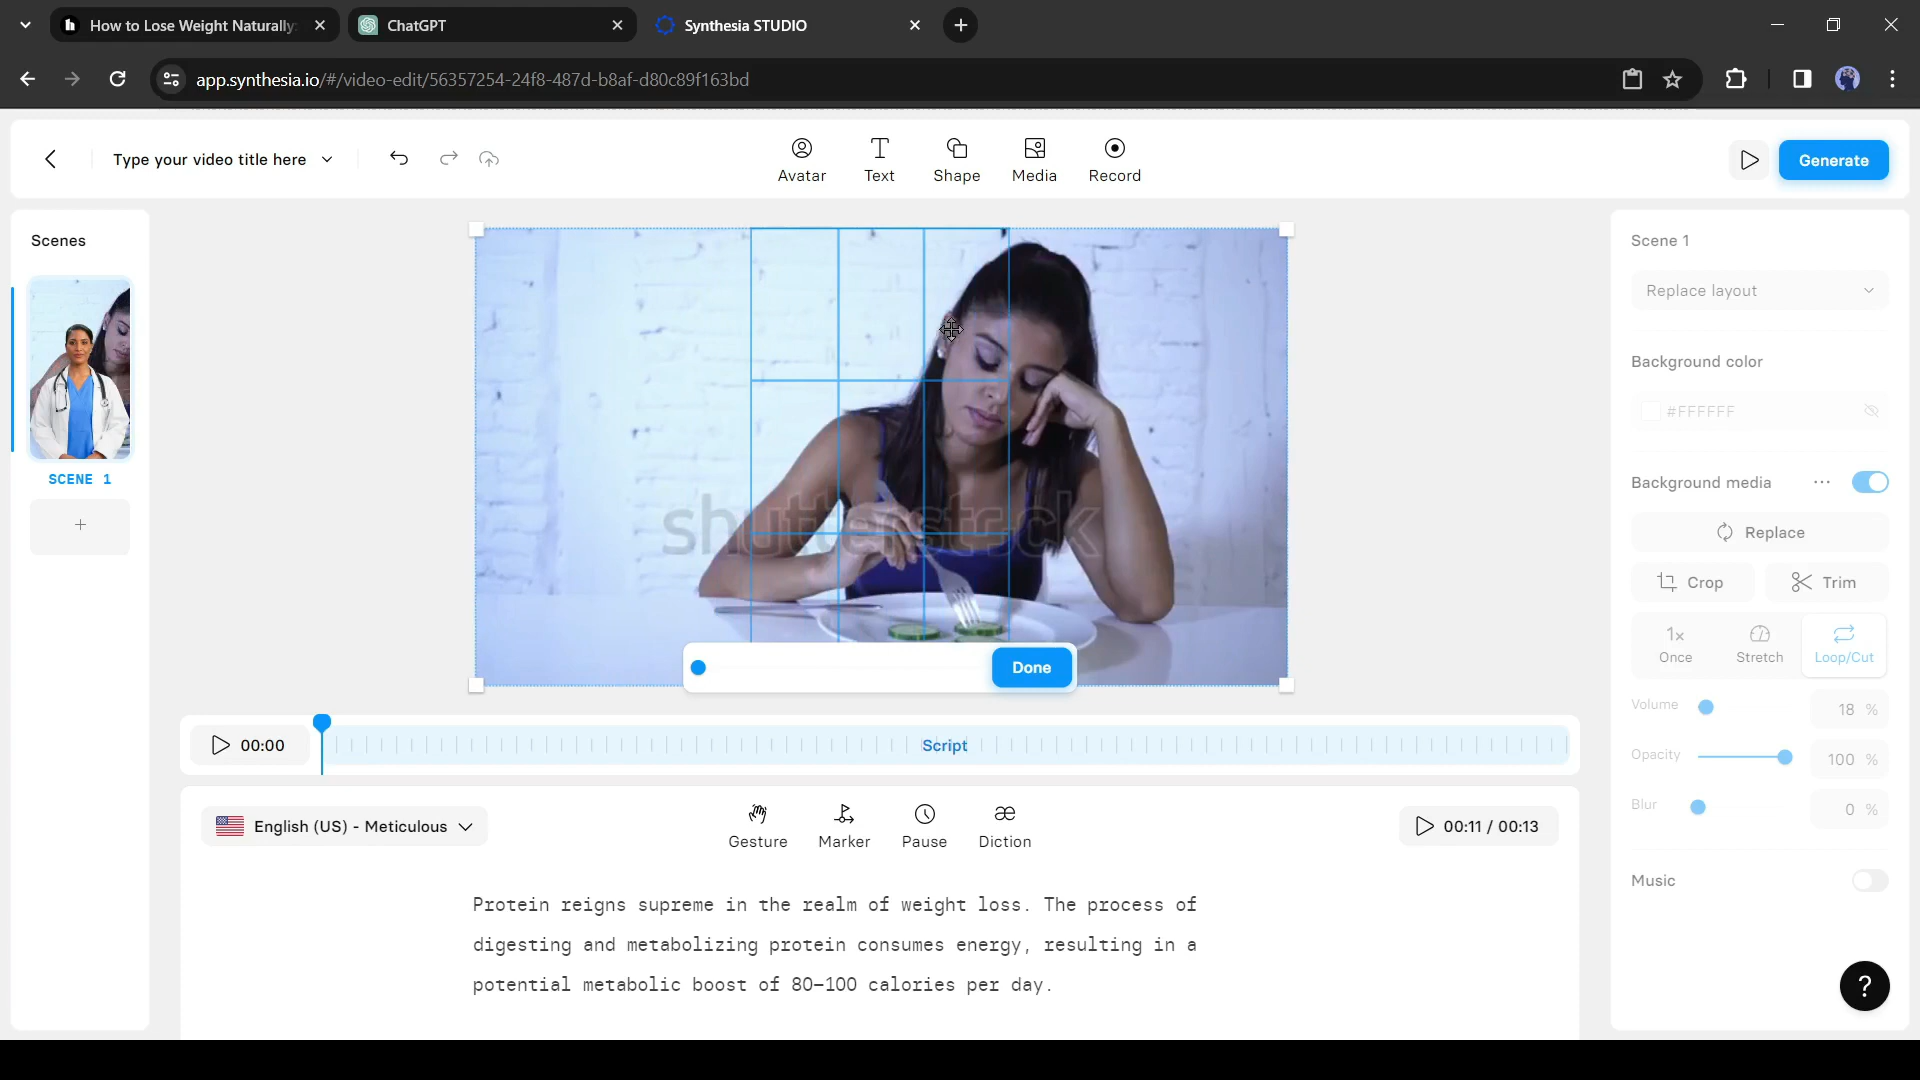 How to Lose Weight Naturally:
ChatGPT
Synthesia STUDIO
app.synthesia.io/#/video-edit/56357254-24f8-487d-b8af-d80c89f163bd
Type your video title here
Avatar
Text
Shape
Media
Record
Generate
Scenes
SCENE 1
+
shutterstock
Done
00:00
Script
English (US) - Meticulous
Gesture
Marker
Pause
Diction
00:11 / 00:13
Protein reigns supreme in the realm of weight loss. The process of
digesting and metabolizing protein consumes energy, resulting in a
potential metabolic boost of 80–100 calories per day.
Scene 1
Replace layout
Background color
#FFFFFF
Background media
Replace
Crop
Trim
1x
Once
Stretch
Loop/Cut
Volume
18 %
Opacity
100 %
Blur
0 %
Music
?